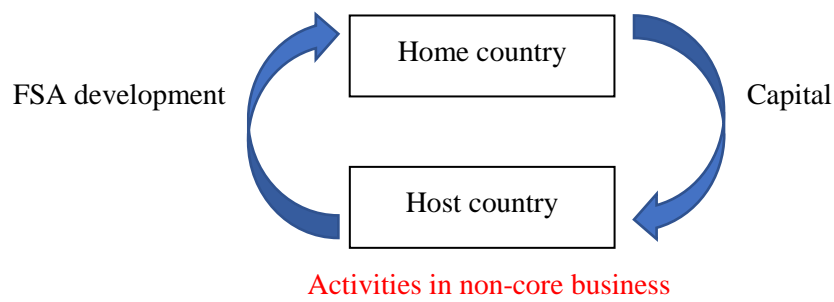 Home country
FSA development
Capital
Host country
Activities in non-core business